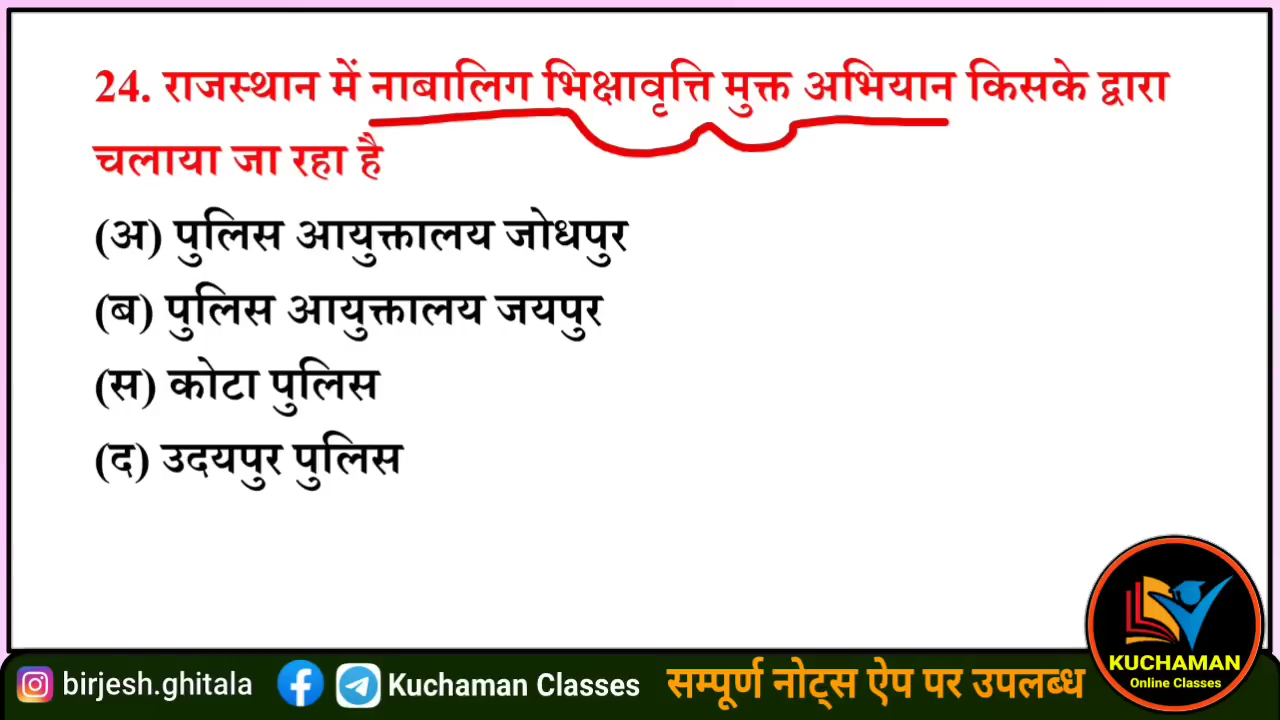 24. राजस्थान में नाबालिग भिक्षावृत्ति मुक्त अभियान किसके द्वारा
चलाया जा रहा है
(अ) पुलिस आयुक्तालय जोधपुर
(ब) पुलिस आयुक्तालय जयपुर
(स) कोटा पुलिस
(द) उदयपुर पुलिस
KUCHAMAN
Online Classes
birjesh.ghitala Kuchaman Classes सम्पूर्ण नोट्स ऐप पर उपलब्ध